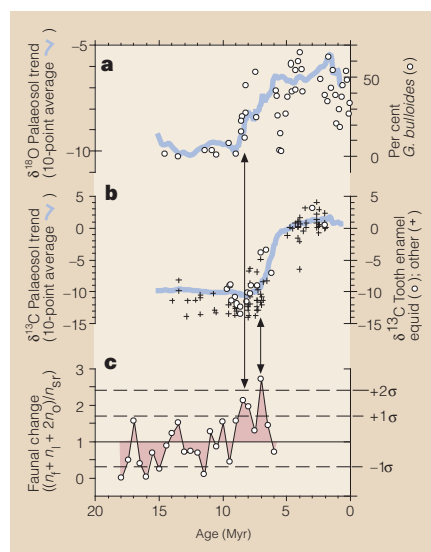 a
δ18O Palaeosol trend
(10-point average )
−5
−10
50
0
Per cent
G. bulloides (○)
b
δ13C Palaeosol trend
(10-point average )
5
0
−5
−10
−15
5
0
−5
−10
−15
δ13C Tooth enamel
equid (○); other (+)
c
Faunal change
((nf+ nl + 2no)/nsr)
3
2
1
0
+2σ
+1σ
−1σ
20
15
10
5
0
Age (Myr)